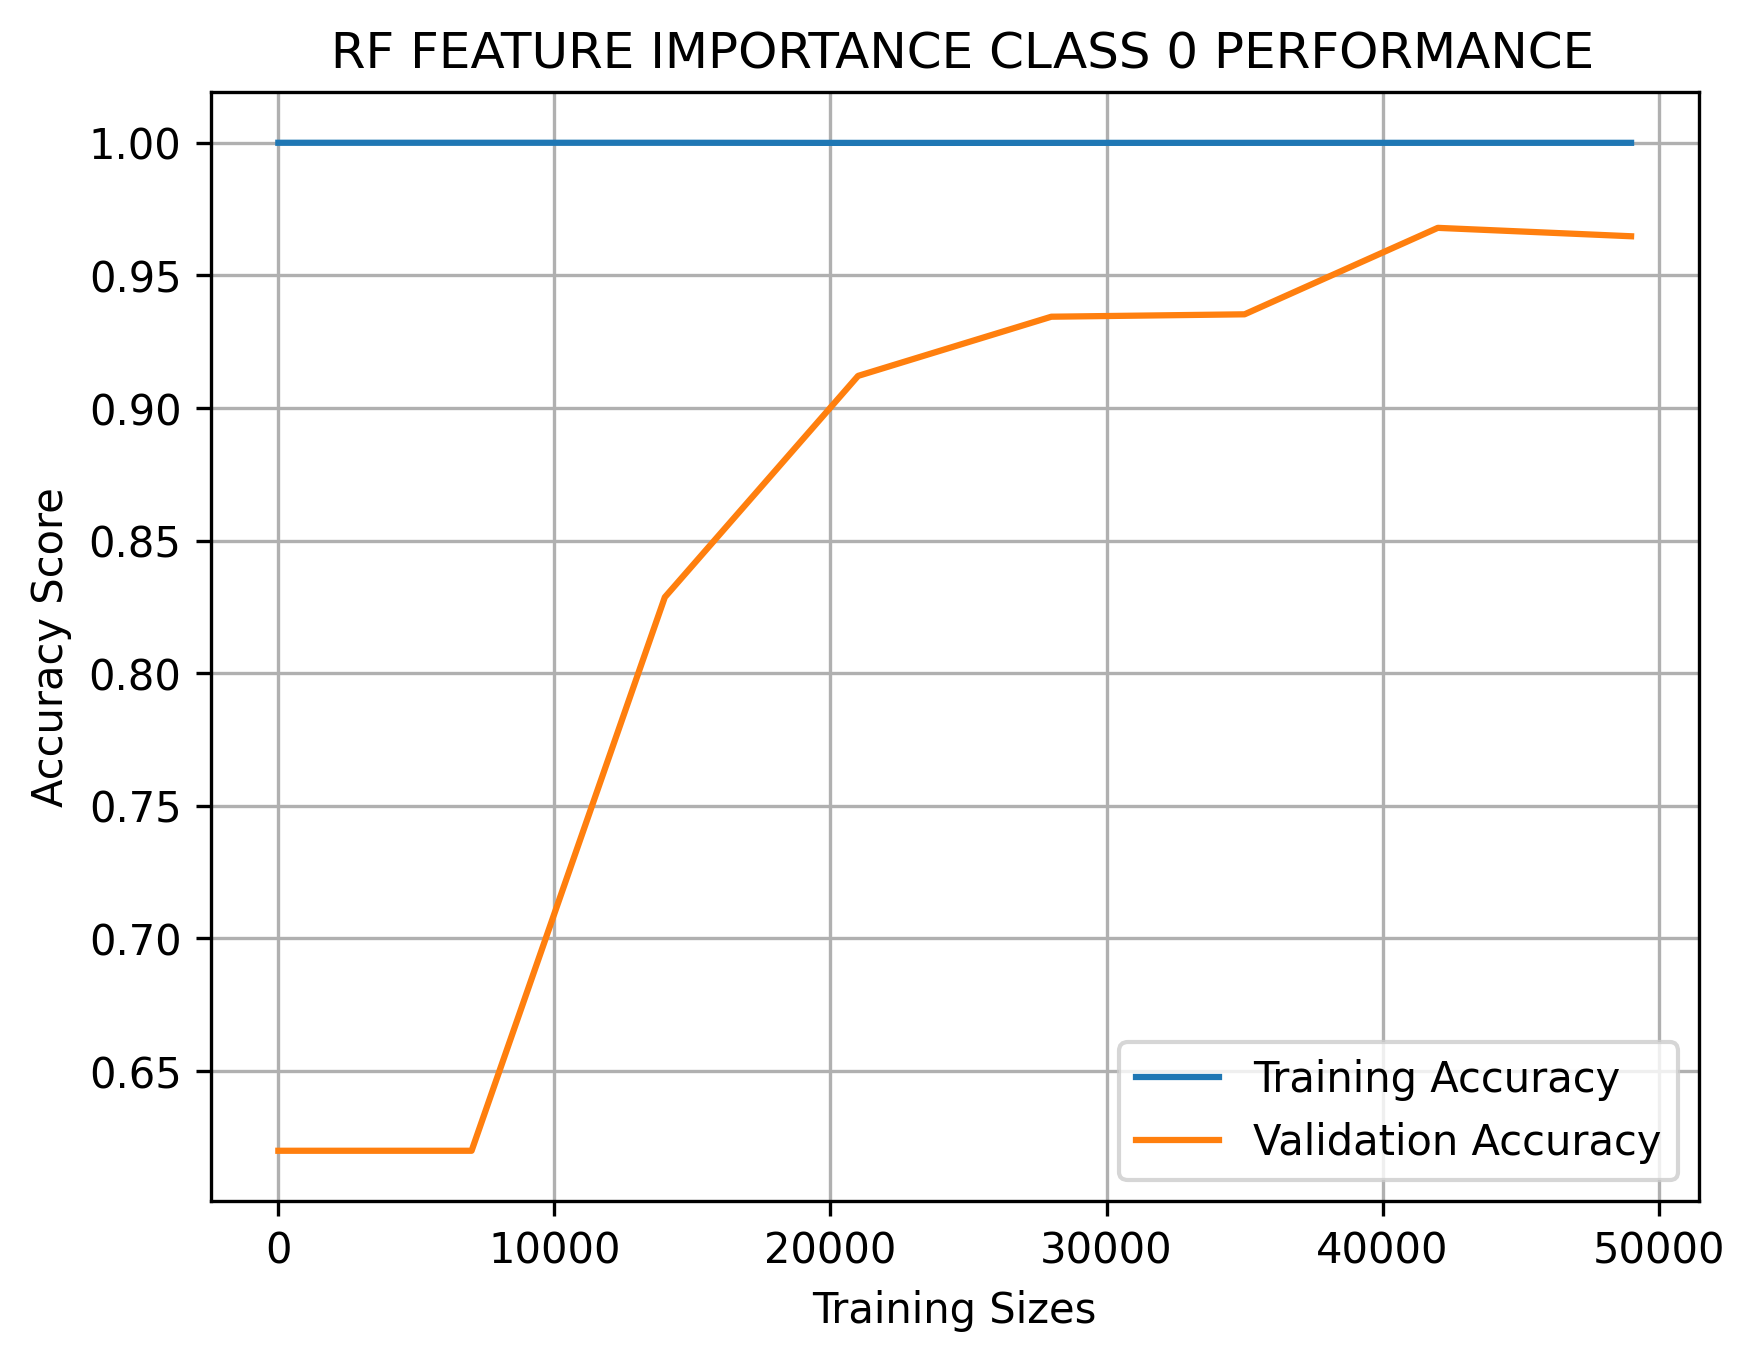 RF FEATURE IMPORTANCE CLASS 0 PERFORMANCE
1.00
0.95
0.90
0.85
0.80
0.75
0.70
0.65
Accuracy Score
Training Accuracy
Validation Accuracy
0 10000 20000 30000 40000 50000
Training Sizes